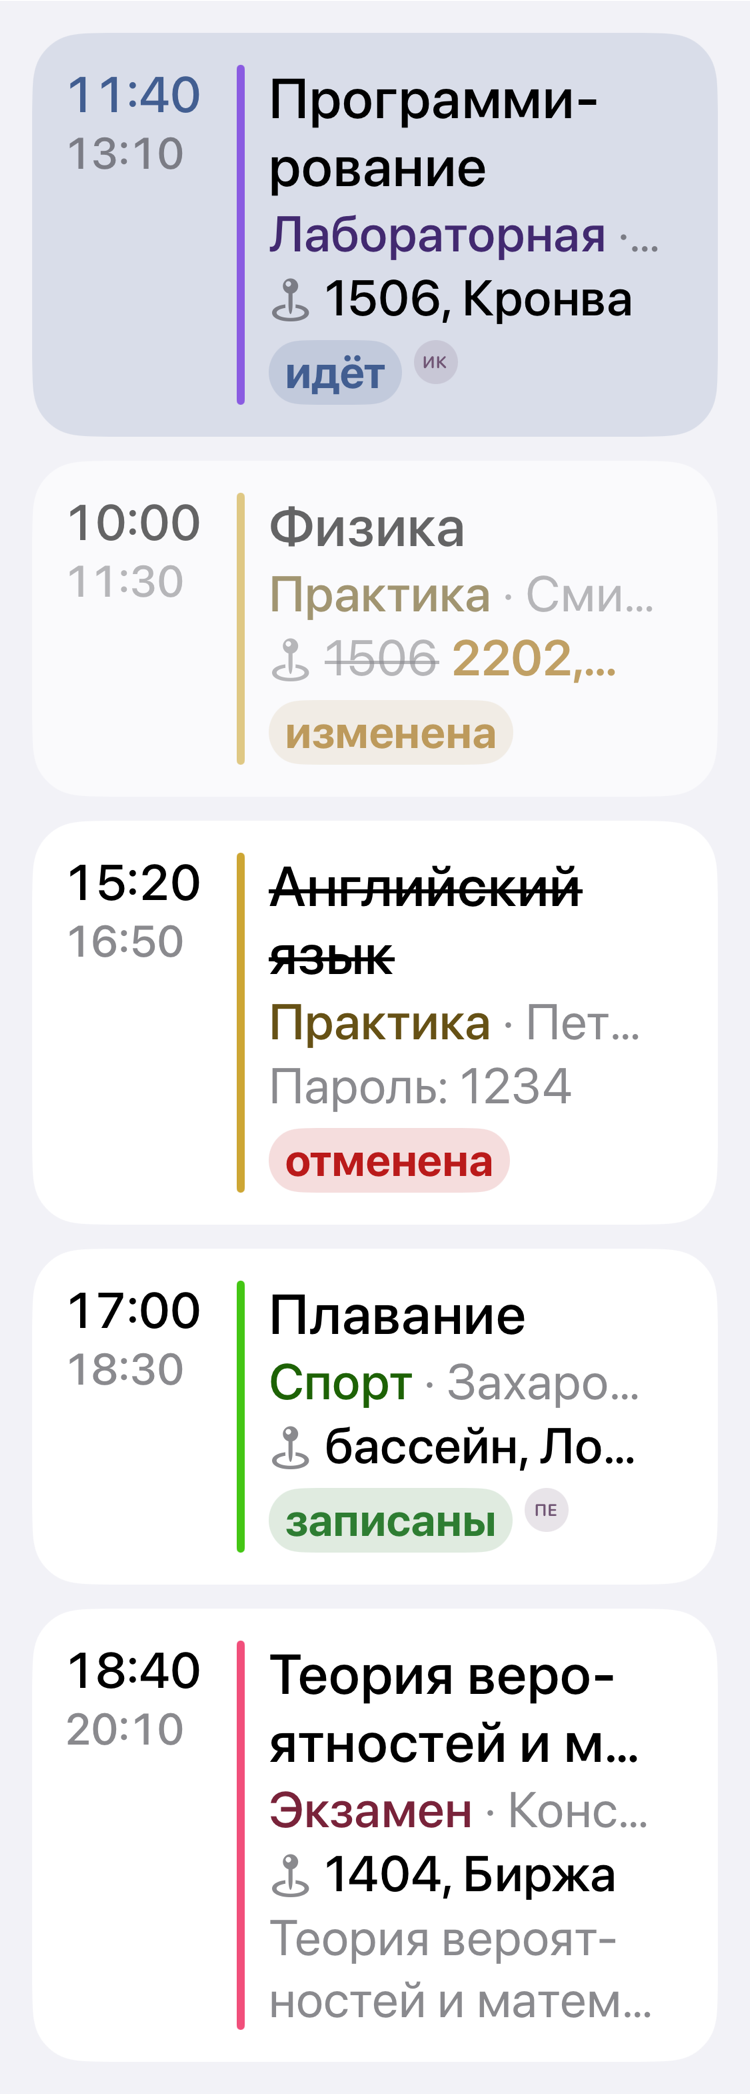 11:40
13:10
Программи-
рование
Лабораторная ·...
1506, Кронва
идёт ИК
10:00
11:30
Физика
Практика · Сми...
1506 2202,...
изменена
15:20
16:50
Английский
язык
Практика · Пет...
Пароль: 1234
отменена
17:00
18:30
Плавание
Спорт · Захаро...
бассейн, Ло...
записаны ПЕ
18:40
20:10
Теория веро-
ятностей и м...
Экзамен · Конс...
1404, Биржа
Теория вероят-
ностей и матем...